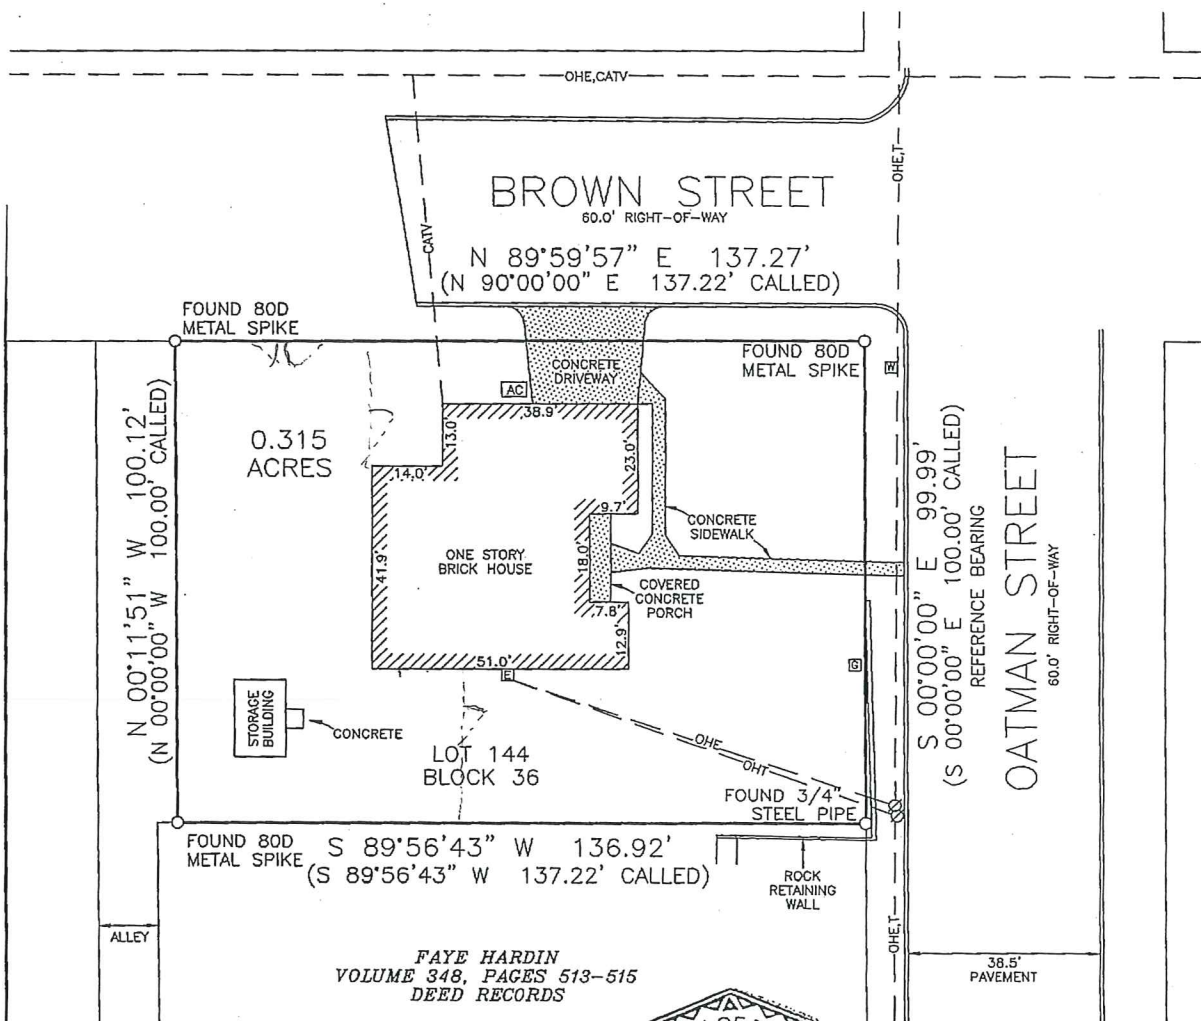 OHE,CATV
OHE,T
CATV
BROWN STREET
60.0' RIGHT-OF-WAY
N 89°59'57" E 137.27'
(N 90°00'00" E 137.22' CALLED)
FOUND 80D
METAL SPIKE
FOUND 80D
METAL SPIKE
CONCRETE
DRIVEWAY
W
AC
38.9'
13.0'
23.0'
14.0'
9.7'
0.315
ACRES
N 00°11'51" W 100.12'
(N 00°00'00" W 100.00' CALLED)
CONCRETE
SIDEWALK
41.9'
ONE STORY
BRICK HOUSE
18.0'
COVERED
CONCRETE
PORCH
7.8'
12.9'
51.0'
E
G
S 00°00'00" E 99.99'
(S 00°00'00" E 100.00' CALLED)
REFERENCE BEARING
OATMAN STREET
60.0' RIGHT-OF-WAY
STORAGE
BUILDING
CONCRETE
LOT 144
BLOCK 36
OHE
OHT
FOUND 3/4"
STEEL PIPE
FOUND 80D
METAL SPIKE
S 89°56'43" W 136.92'
(S 89°56'43" W 137.22' CALLED)
ROCK
RETAINING
WALL
ALLEY
OHE,T
38.5'
PAVEMENT
FAYE HARDIN
VOLUME 348, PAGES 513-515
DEED RECORDS